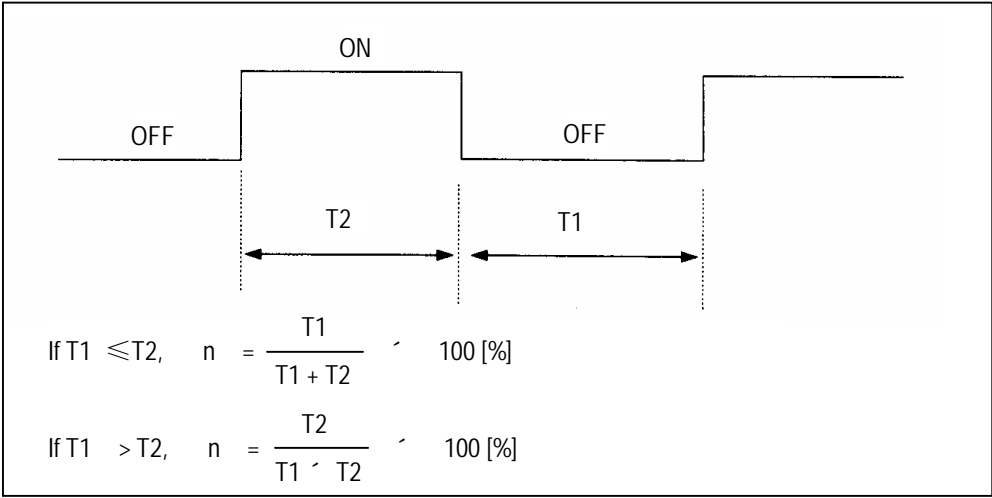 ON
OFF
OFF
T2
T1
If T1 ≤T2, n = T1 / T1 + T2 ´ 100 [%]
If T1 > T2, n = T2 / T1 ´ T2 ´ 100 [%]